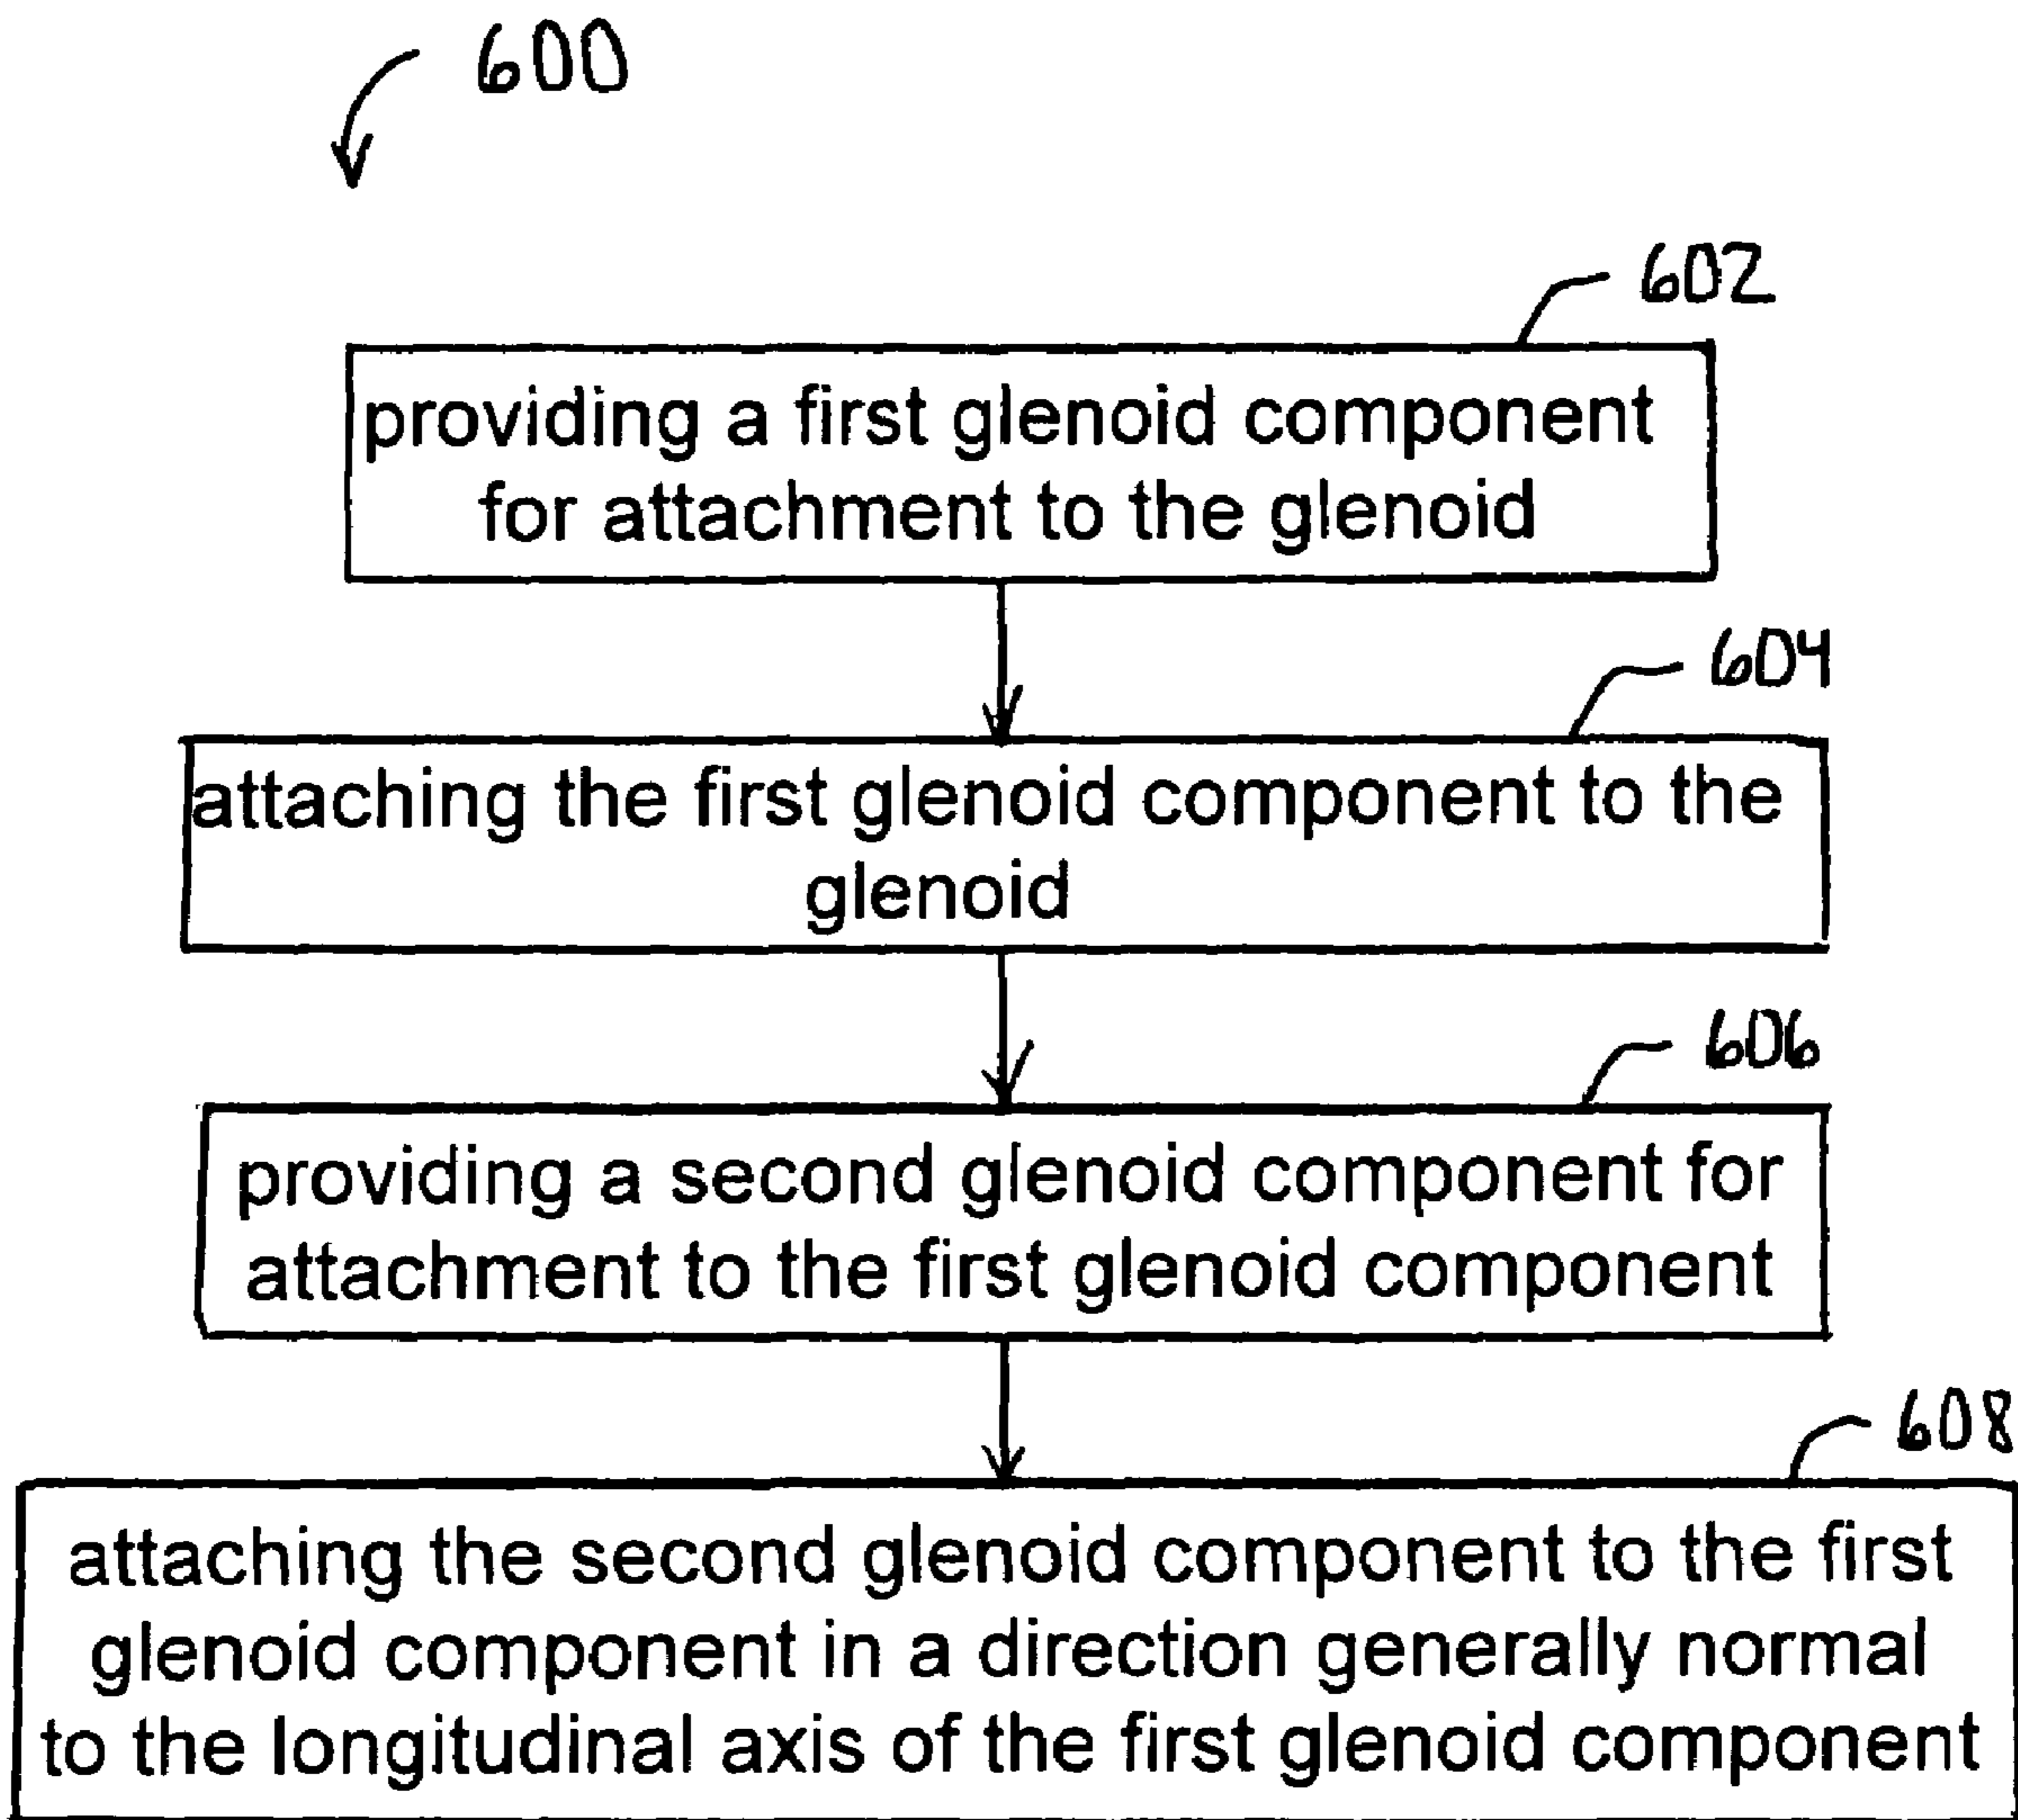 600
602
providing a first glenoid component
for attachment to the glenoid
604
attaching the first glenoid component to the
glenoid
606
providing a second glenoid component for
attachment to the first glenoid component
608
attaching the second glenoid component to the first
glenoid component in a direction generally normal
to the longitudinal axis of the first glenoid component